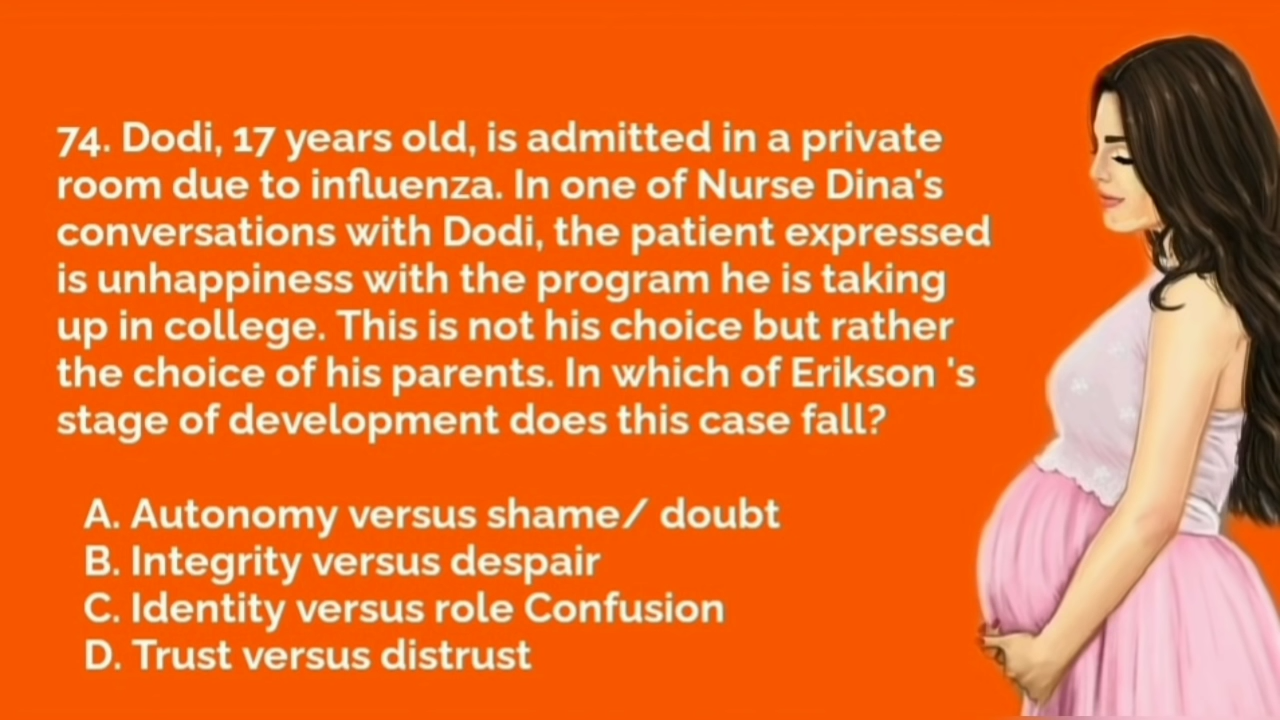 74. Dodi, 17 years old, is admitted in a private
room due to influenza. In one of Nurse Dina's
conversations with Dodi, the patient expressed
is unhappiness with the program he is taking
up in college. This is not his choice but rather
the choice of his parents. In which of Erikson 's
stage of development does this case fall?
A. Autonomy versus shame/ doubt
B. Integrity versus despair
C. Identity versus role Confusion
D. Trust versus distrust